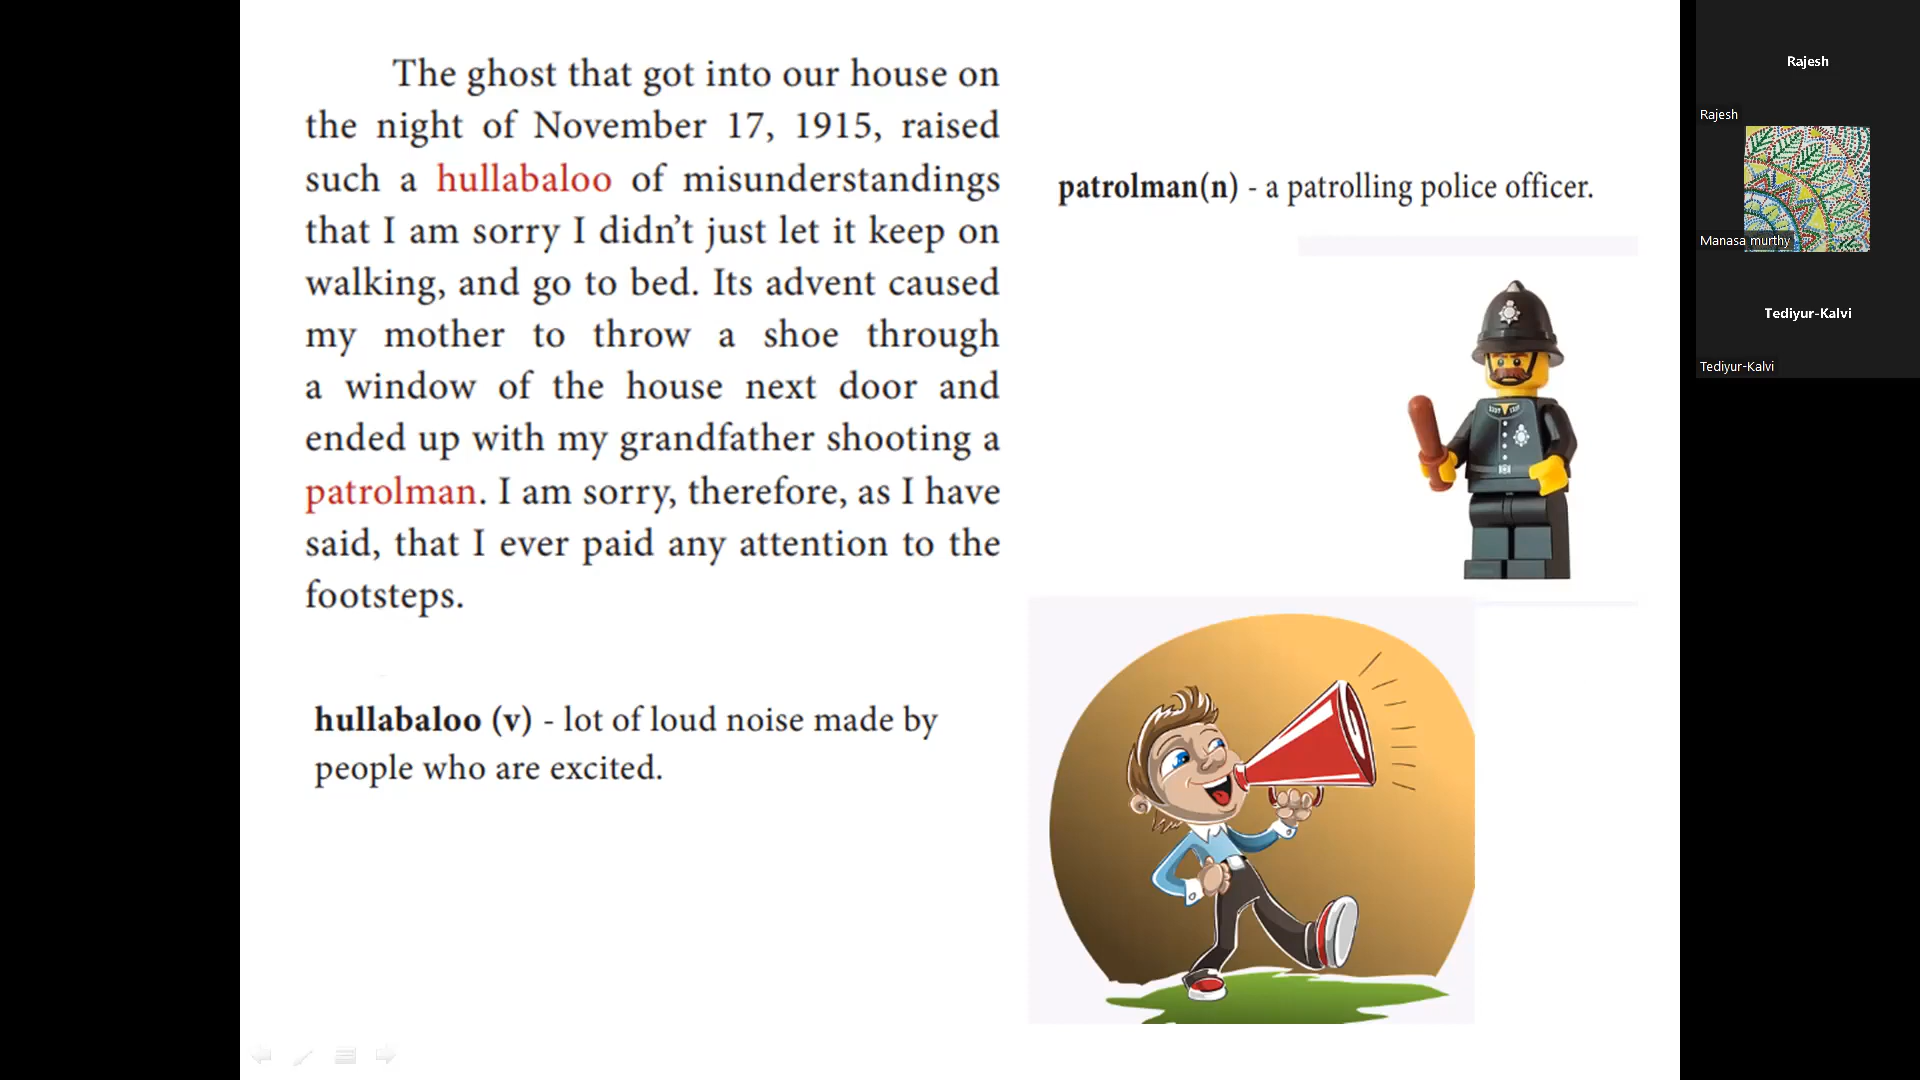 The ghost that got into our house on
the night of November 17, 1915, raised
such a hullabaloo of misunderstandings
that I am sorry I didn’t just let it keep on
walking, and go to bed. Its advent caused
my mother to throw a shoe through
a window of the house next door and
ended up with my grandfather shooting a
patrolman. I am sorry, therefore, as I have
said, that I ever paid any attention to the
footsteps.
hullabaloo (v) - lot of loud noise made by
people who are excited.
patrolman(n) - a patrolling police officer.
Rajesh
Rajesh
Manasa murthy
Tediyur-Kalvi
Tediyur-Kalvi